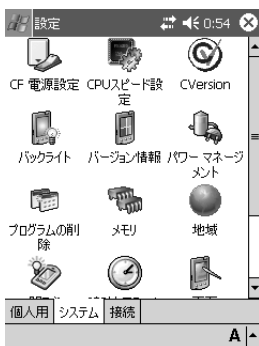 設定 0:54
CF 電源設定 CPUスピード設定 CVersion
バックライト バージョン情報 パワー マネージメント
プログラムの削除 メモリ 地域
個人用 システム 接続
A